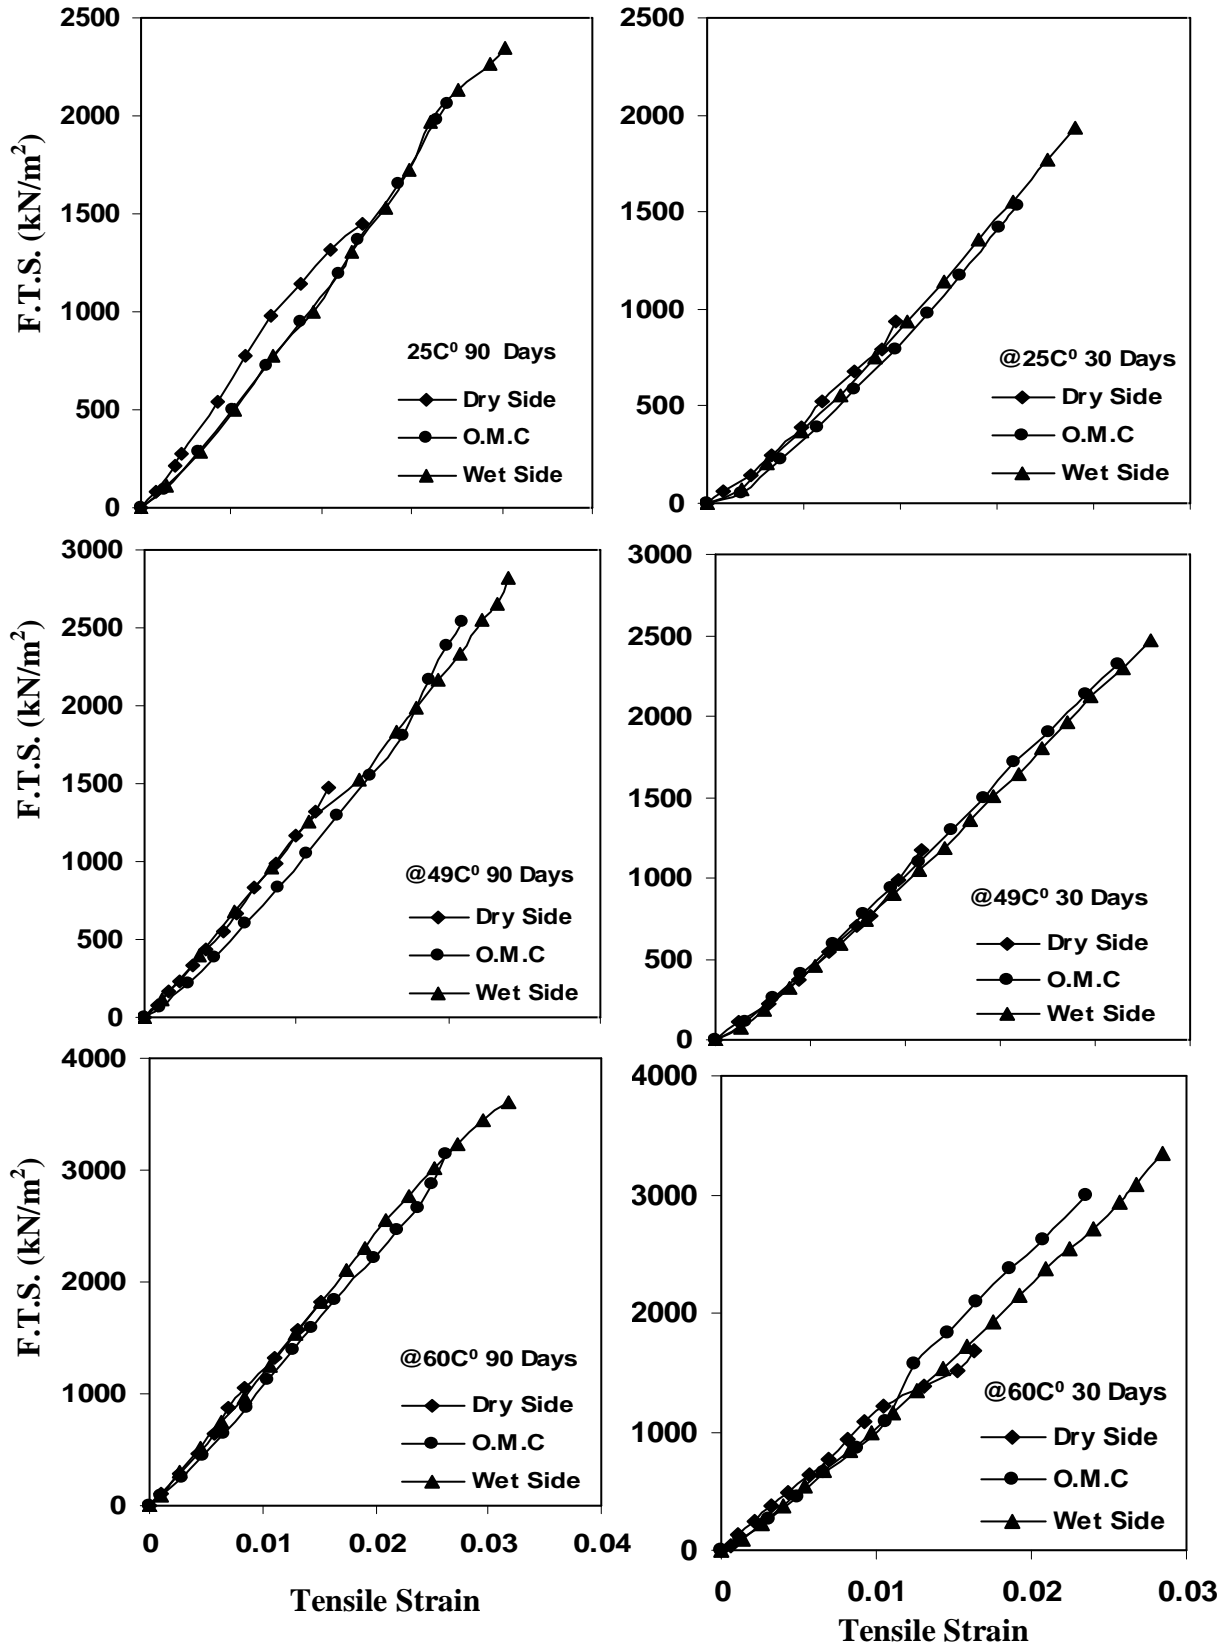 2500
2000
1500
1000
500
0
F.T.S. (kN/m²)
25C⁰ 90 Days
Dry Side
O.M.C
Wet Side
2500
2000
1500
1000
500
0
@25C⁰ 30 Days
Dry Side
O.M.C
Wet Side
3000
2500
2000
1500
1000
500
0
F.T.S. (kN/m²)
@49C⁰ 90 Days
Dry Side
O.M.C
Wet Side
3000
2500
2000
1500
1000
500
0
@49C⁰ 30 Days
Dry Side
O.M.C
Wet Side
4000
3000
2000
1000
0
F.T.S. (kN/m²)
@60C⁰ 90 Days
Dry Side
O.M.C
Wet Side
0 0.01 0.02 0.03 0.04
Tensile Strain
4000
3000
2000
1000
0
@60C⁰ 30 Days
Dry Side
O.M.C
Wet Side
0 0.01 0.02 0.03
Tensile Strain